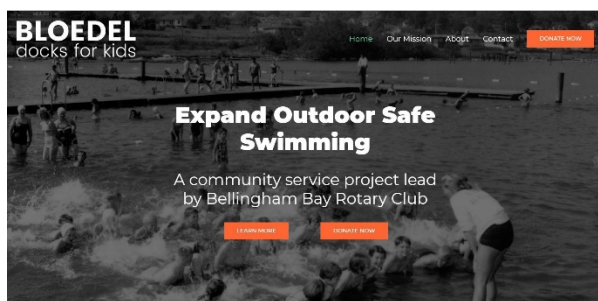 BLOEDEL
docks for kids
Home Our Mission About Contact DONATE NOW
Expand Outdoor Safe
Swimming
A community service project lead
by Bellingham Bay Rotary Club
LEARN MORE DONATE NOW